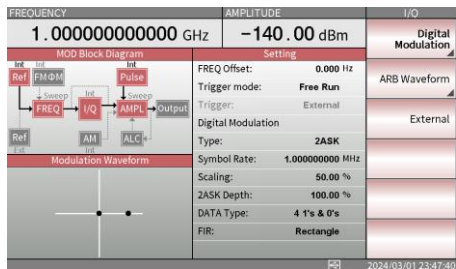 FREQUENCY
AMPLITUDE
I/Q
1.000000000000 GHz
-140.00 dBm
Digital
Modulation
ARB Waveform
External
MOD Block Diagram
Int
Int
Int
Ref
FMΦM
Pulse
Sweep
Int
Sweep
FREQ
I/Q
AMPL
Output
Ref
AM
ALC
Ext
Int
Modulation Waveform
Setting
FREQ Offset: 0.000 Hz
Trigger mode: Free Run
Trigger: External
Digital Modulation
Type: 2ASK
Symbol Rate: 1.000000000 MHz
Scaling: 50.00 %
2ASK Depth: 100.00 %
DATA Type: 4 1's & 0's
FIR: Rectangle
2024/03/01 23:47:40